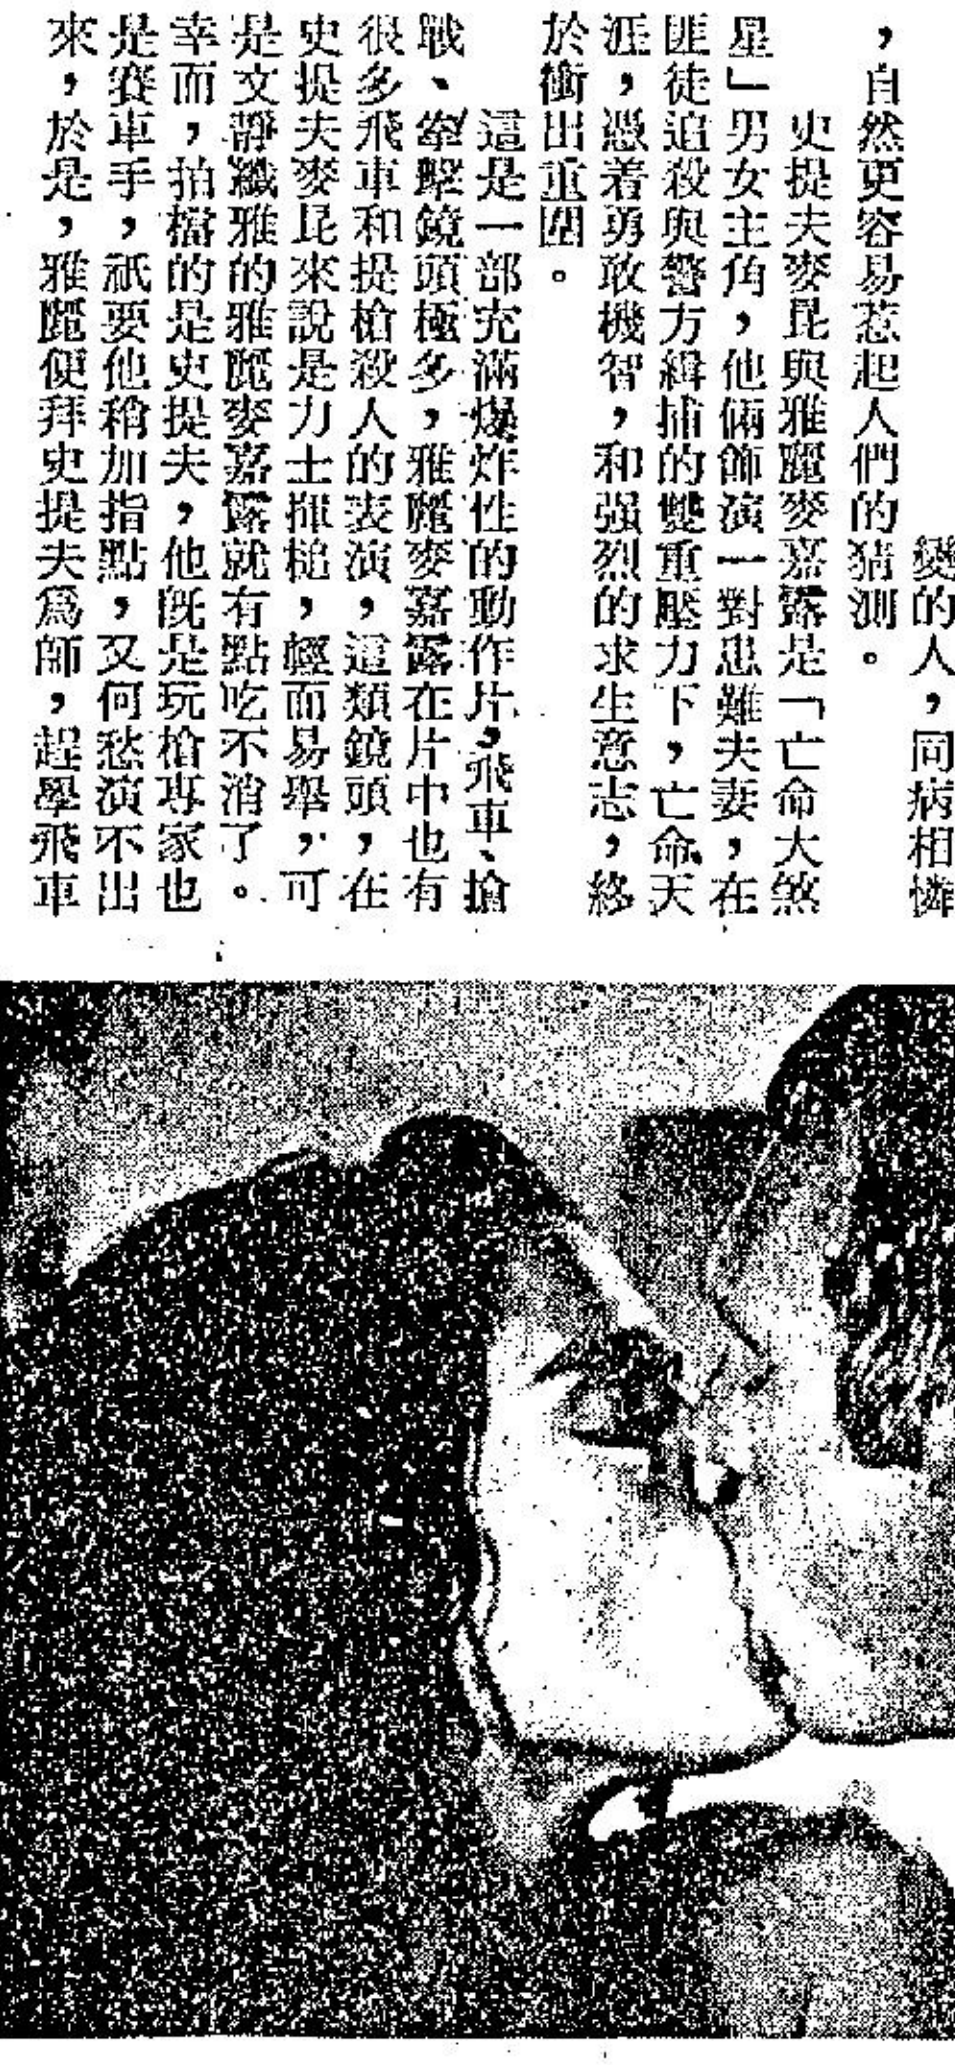 變的人，同病相憐
，自然更容易惹起人們的猜測。
史提夫麥昆與雅麗麥嘉露是「亡命大煞
星」男女主角，他倆飾演一對患難夫妻，在
匪徒追殺與警方緝捕的雙重壓力下，亡命天
涯，憑着勇敢機智，和强烈的求生意志，終
於衝出重圍。
這是一部充滿爆炸性的動作片，飛車、搶
戰、拳擊鏡頭極多，雅麗麥嘉露在片中也有
很多飛車和提槍殺人的表演，這類鏡頭，在
史提夫麥昆來說是力士揮槌，輕而易舉，可
是文靜纖雅的雅麗麥嘉露就有點吃不消了。
幸而，拍檔的是史提夫，他既是玩槍専家也
是賽車手，祇要他稍加指點，又何愁演不出
來，於是，雅麗便拜史提夫爲師，趕學飛車